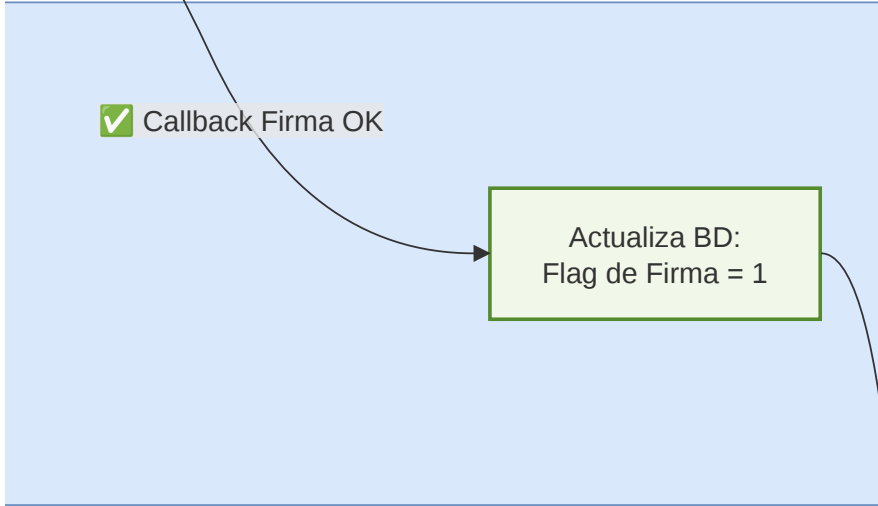 ✅ Callback Firma OK
Actualiza BD:
Flag de Firma = 1